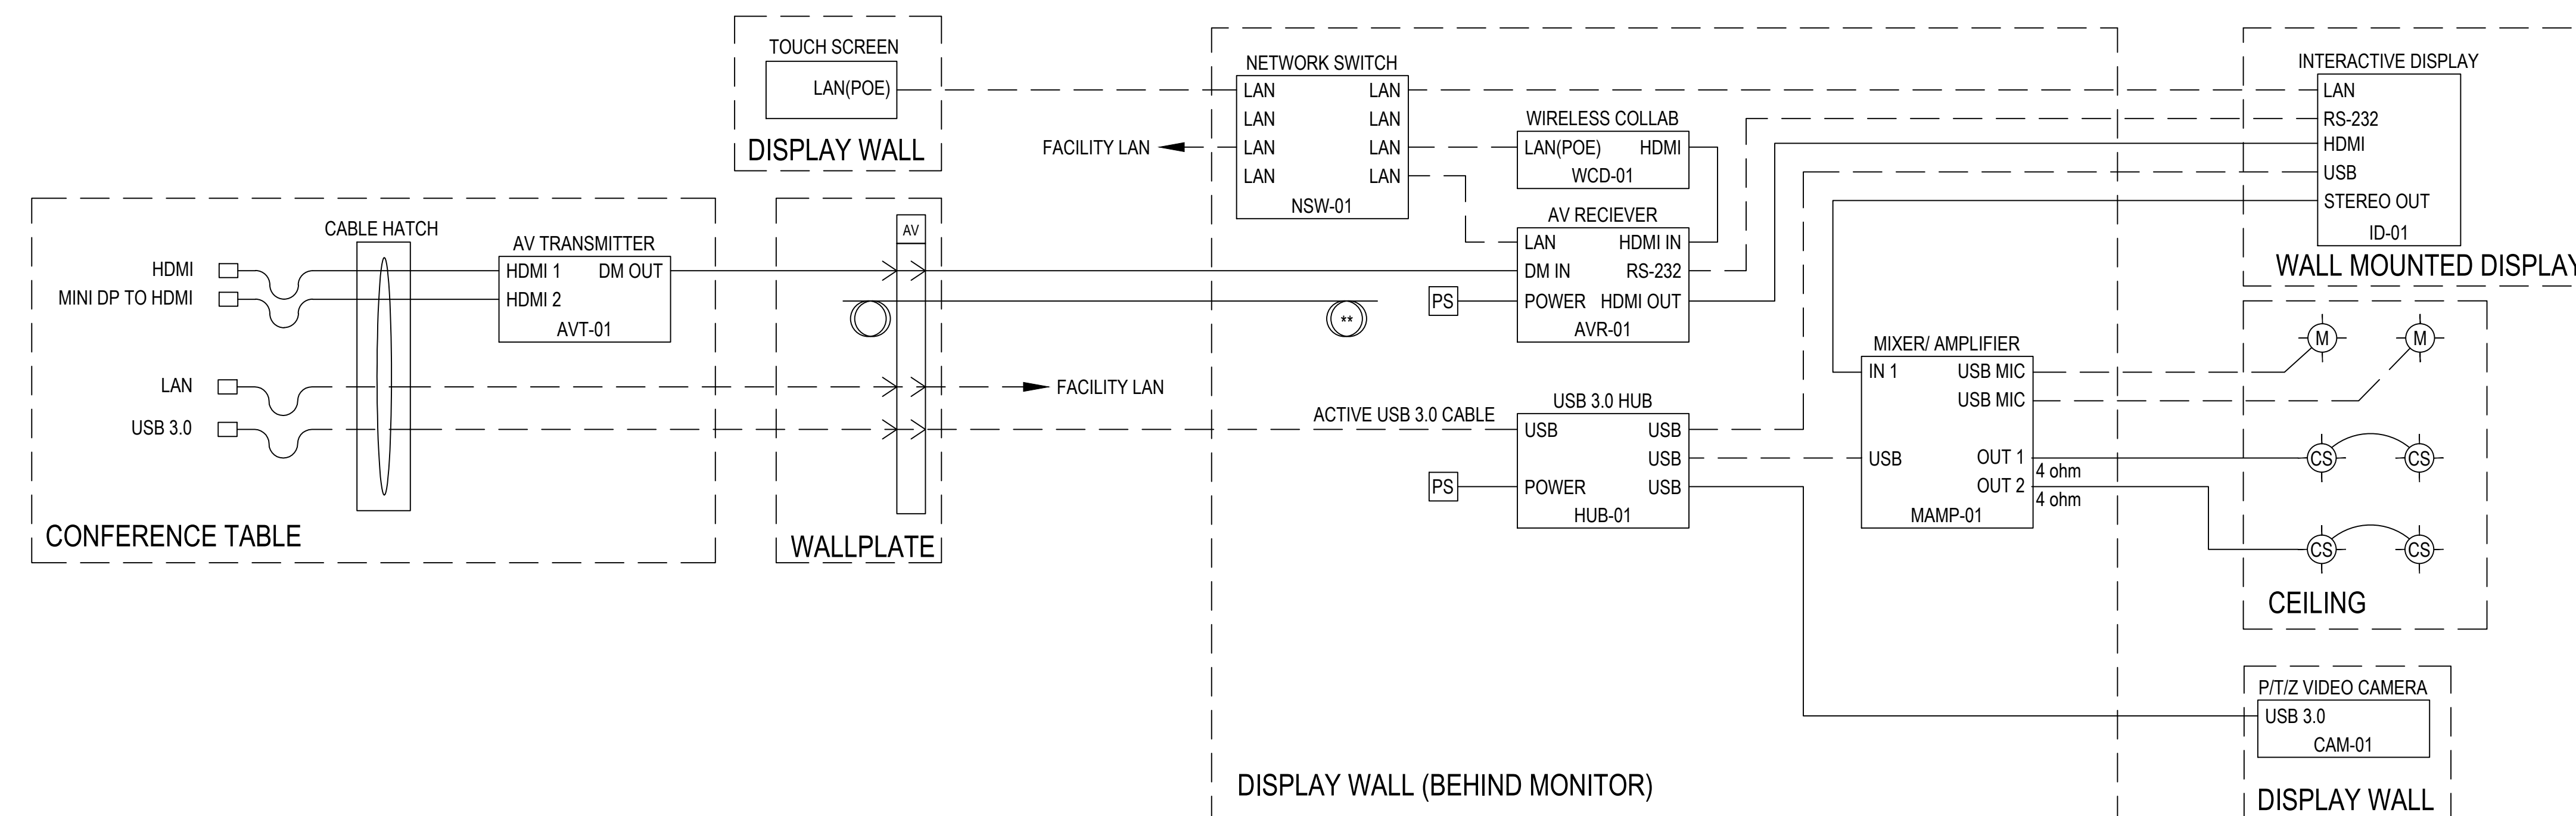 TOUCH SCREEN
LAN(POE)
DISPLAY WALL
NETWORK SWITCH
LAN LAN
LAN LAN
LAN LAN
LAN LAN
NSW-01
FACILITY LAN
WIRELESS COLLAB
LAN(POE) HDMI
WCD-01
AV RECIEVER
LAN HDMI IN
DM IN RS-232
POWER HDMI OUT
AVR-01
PS
INTERACTIVE DISPLAY
LAN
RS-232
HDMI
USB
STEREO OUT
ID-01
WALL MOUNTED DISPLAY
CABLE HATCH
AV TRANSMITTER
HDMI
MINI DP TO HDMI
HDMI 1 DM OUT
HDMI 2
AVT-01
LAN
USB 3.0
CONFERENCE TABLE
AV
WALLPLATE
**
FACILITY LAN
ACTIVE USB 3.0 CABLE
USB 3.0 HUB
USB USB
USB
POWER USB
HUB-01
PS
MIXER/ AMPLIFIER
IN 1 USB MIC
USB MIC
USB OUT 1
OUT 2
MAMP-01
4 ohm
4 ohm
M M
CS CS
CS CS
CEILING
P/T/Z VIDEO CAMERA
USB 3.0
CAM-01
DISPLAY WALL
DISPLAY WALL (BEHIND MONITOR)